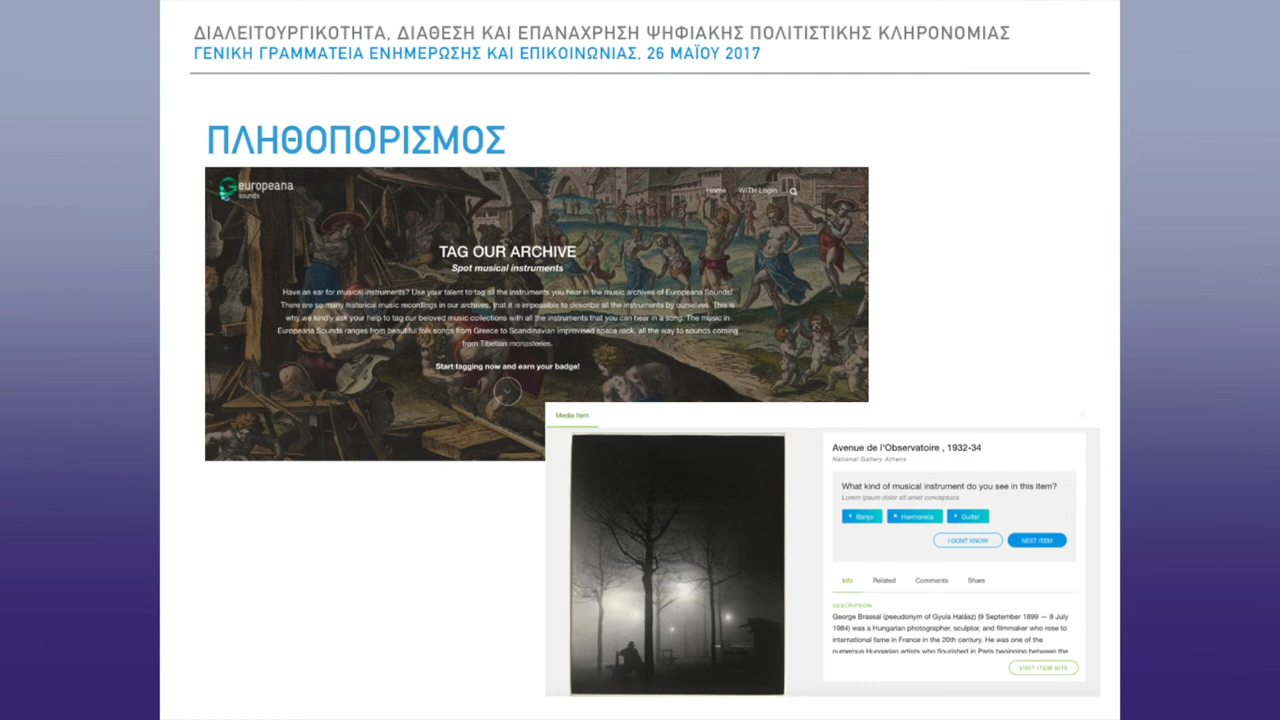 ΔΙΑΛΕΙΤΟΥΡΓΙΚΟΤΗΤΑ, ΔΙΑΘΕΣΗ ΚΑΙ ΕΠΑΝΑΧΡΗΣΗ ΨΗΦΙΑΚΗΣ ΠΟΛΙΤΙΣΤΙΚΗΣ ΚΛΗΡΟΝΟΜΙΑΣ
ΓΕΝΙΚΗ ΓΡΑΜΜΑΤΕΙΑ ΕΝΗΜΕΡΩΣΗΣ ΚΑΙ ΕΠΙΚΟΙΝΩΝΙΑΣ, 26 ΜΑΪΟΥ 2017
ΠΛΗΘΟΠΟΡΙΣΜΟΣ
europeana
sounds
Home WITH Login
TAG OUR ARCHIVE
Spot musical instruments
Have an ear for musical instruments? Use your talent to tag all the instruments you hear in the music archives of Europeana Sounds!
There are so many historical music recordings in our archives, that it is impossible to describe all the instruments by ourselves. This is
why we kindly ask your help to tag our beloved music collections with all the instruments that you can hear in a song. The music in
Europeana Sounds ranges from beautiful folk songs from Greece to Scandinavian improvised space rock, all the way to sounds coming
from Tibetian monasteries.
Start tagging now and earn your badge!
Media Item
Avenue de l'Observatoire , 1932-34
National Gallery Athens
What kind of musical instrument do you see in this item?
Lorem ipsum dolor sit amet conceptuos
Banjo Harmonica Guitar
I DONT KNOW NEXT ITEM
Info Related Comments Share
DESCRIPTION
George Brassaï (pseudonym of Gyula Halász) (9 September 1899 — 8 July
1984) was a Hungarian photographer, sculptor, and filmmaker who rose to
international fame in France in the 20th century. He was one of the
numerous Hungarian artists who flourished in Paris beginning between the
VISIT ITEM SITE